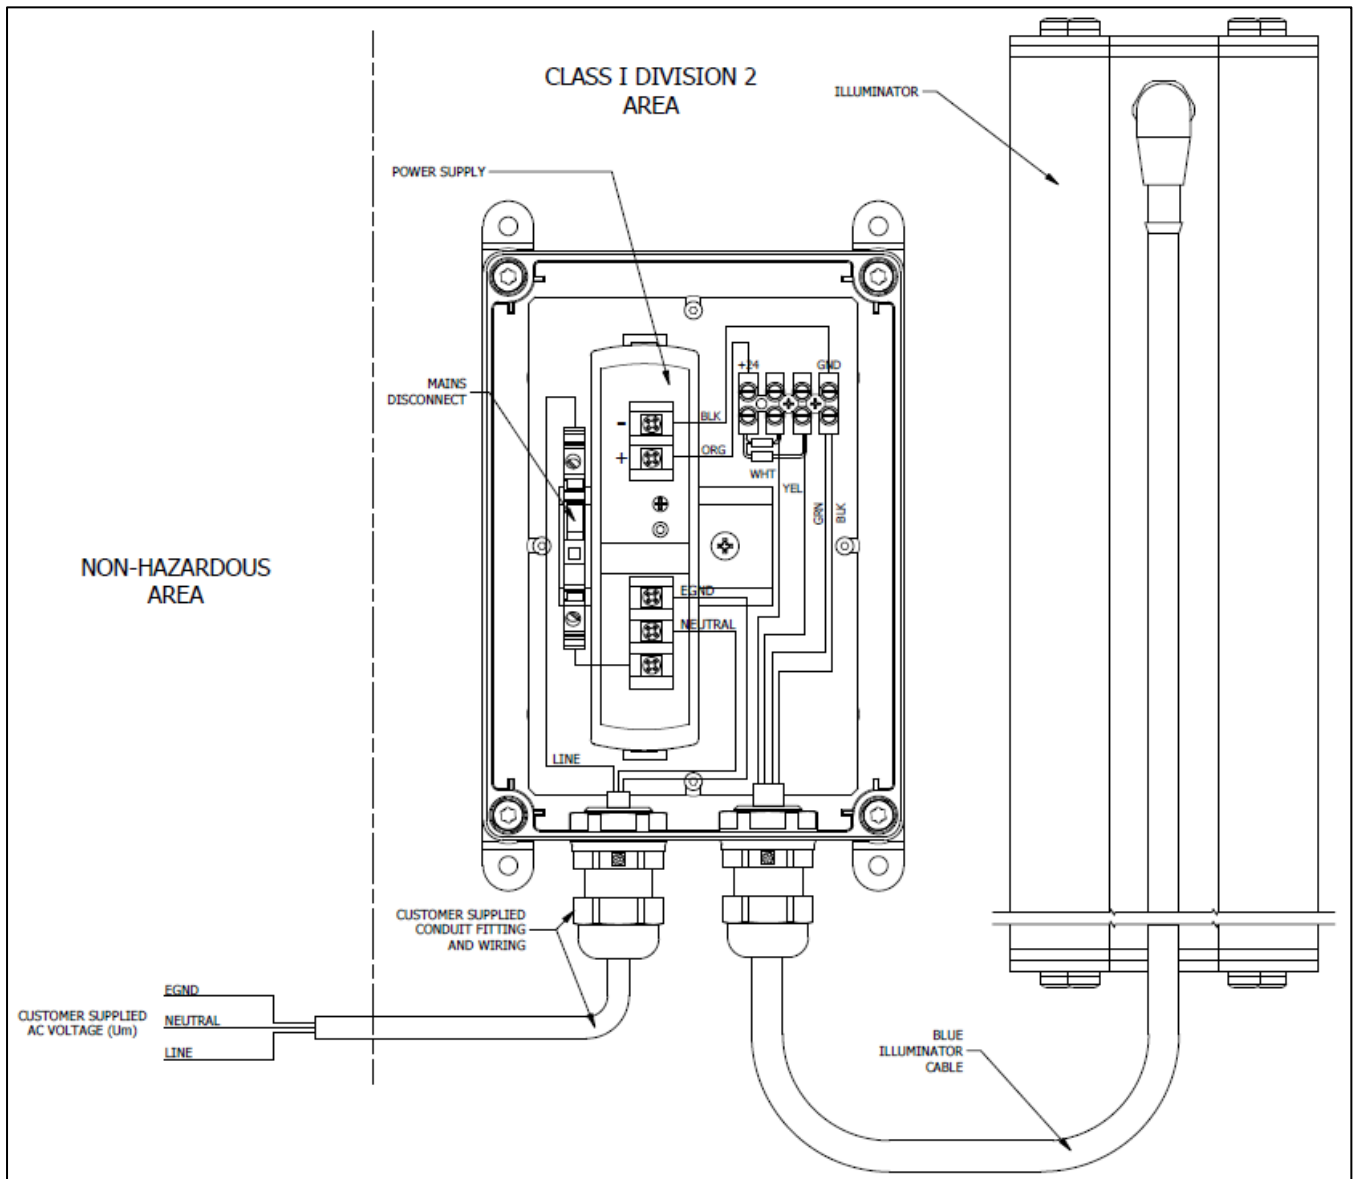 CLASS I DIVISION 2
AREA
ILLUMINATOR
POWER SUPPLY
+24
GND
MAINS
DISCONNECT
-
BLK
+
ORG
WHT
YEL
GRN
BLK
NON-HAZARDOUS
AREA
EGND
NEUTRAL
LINE
CUSTOMER SUPPLIED
CONDUIT FITTING
AND WIRING
EGND
CUSTOMER SUPPLIED
AC VOLTAGE (Um)
NEUTRAL
LINE
BLUE
ILLUMINATOR
CABLE